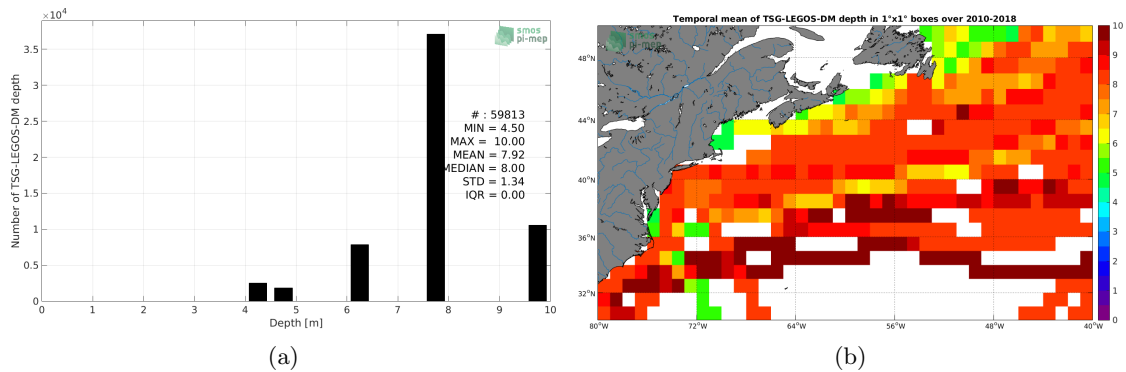 ×10⁴
3.5
3
2.5
2
1.5
1
0.5
0
Number of TSG-LEGOS-DM depth
smos
pi-mep
# : 59813
MIN = 4.50
MAX = 10.00
MEAN = 7.92
MEDIAN = 8.00
STD = 1.34
IQR = 0.00
0 1 2 3 4 5 6 7 8 9 10
Depth [m]
(a)
Temporal mean of TSG-LEGOS-DM depth in 1°x1° boxes over 2010-2018
smos
pi-mep
48°N
44°N
40°N
36°N
32°N
80°W 72°W 64°W 56°W 48°W 40°W
10
9
8
7
6
5
4
3
2
1
0
(b)